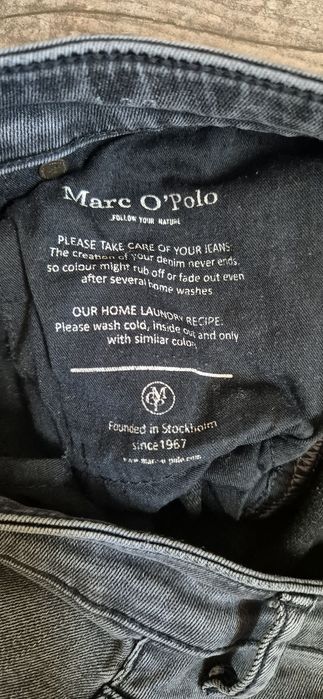 Marc O'Polo
FOLLOW YOUR NATURE
PLEASE TAKE CARE OF YOUR JEANS:
The creation of your denim never ends,
so colour might rub off or fade out even
after several home washes
OUR HOME LAUNDRY RECIPE:
Please wash cold, inside out and only
with similar color.
Founded in Stockholm
since 1967